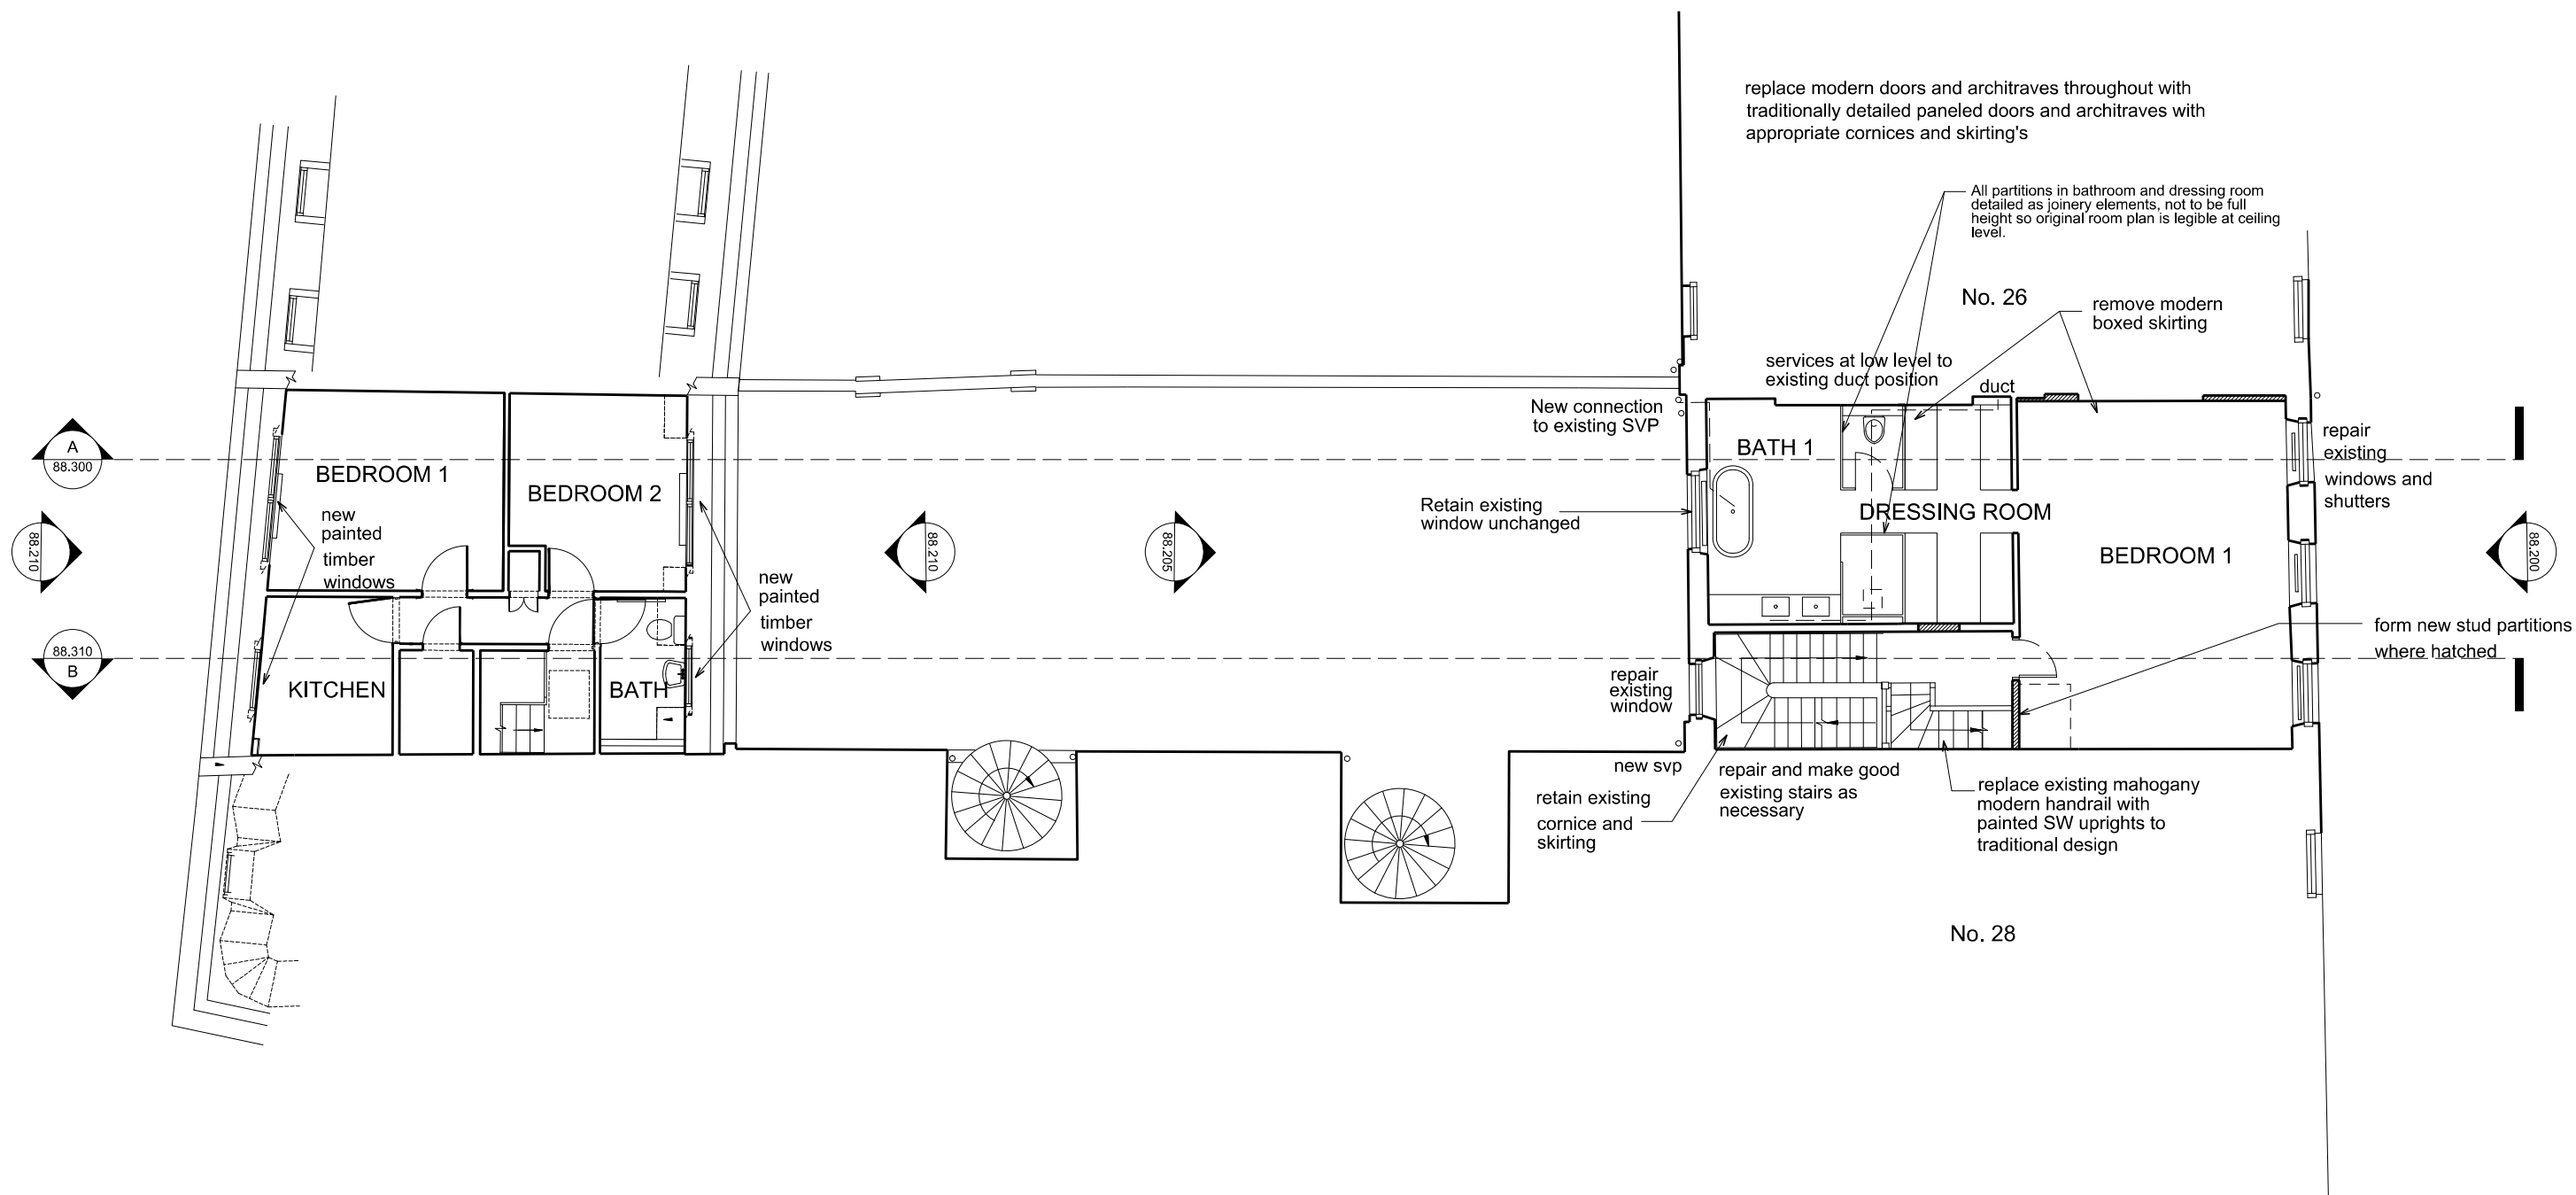 replace modern doors and architraves throughout with
traditionally detailed paneled doors and architraves with
appropriate cornices and skirting's
All partitions in bathroom and dressing room
detailed as joinery elements, not to be full
height so original room plan is legible at ceiling
level.
No. 26
remove modern
boxed skirting
services at low level to
existing duct position
duct
New connection
to existing SVP
A
88.300
BEDROOM 1
BEDROOM 2
new
painted
timber
windows
88.210
KITCHEN
BATH
88.310
B
new
painted
timber
windows
88.210
88.205
Retain existing
window unchanged
BATH 1
DRESSING ROOM
BEDROOM 1
repair
existing
windows and
shutters
88.200
form new stud partitions
where hatched
repair
existing
window
new svp
retain existing
cornice and
skirting
repair and make good
existing stairs as
necessary
replace existing mahogany
modern handrail with
painted SW uprights to
traditional design
No. 28